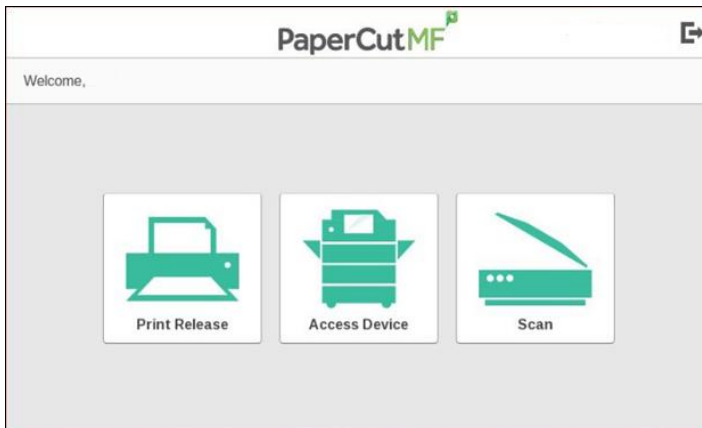 PaperCutMF
Welcome,
Print Release
Access Device
Scan